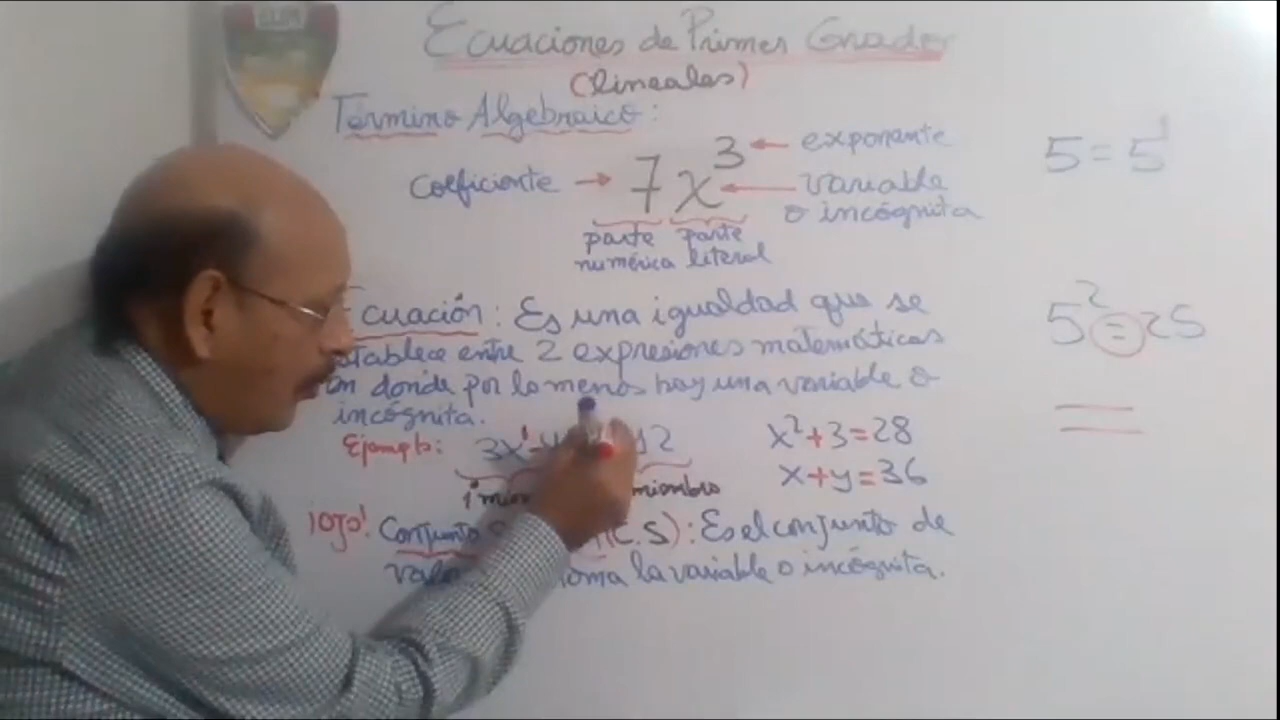 Ecuaciones de Primer Grado
(lineales)
Término Algebraico:
coeficiente → 7x³ ← exponente
← variable
o incógnita
parte parte
numérica literal
5 = 5¹
Ecuación: Es una igualdad que se
establece entre 2 expresiones matemáticas
en donde por lo menos hay una variable o
incógnita.
5² = 25
Ejemplo: 3x¹
x² + 3 = 28
miembro
x + y = 36
¡OJO! Conjunto (C.S): Es el conjunto de
toma la variable o incógnita.